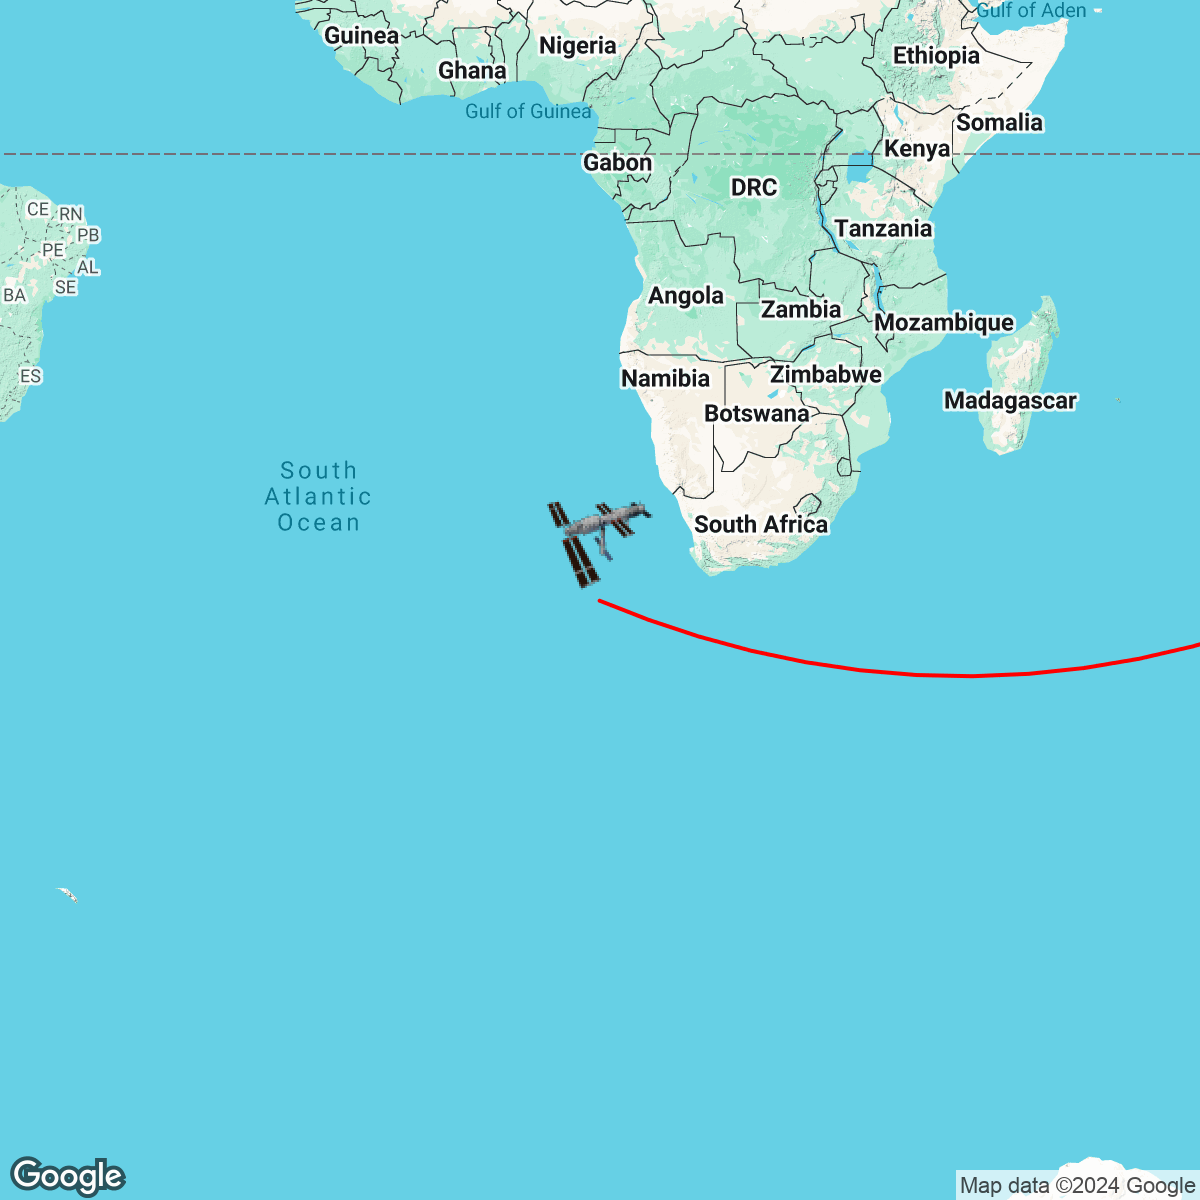 Gulf of Aden
Guinea
Nigeria
Ethiopia
Ghana
Gulf of Guinea
Somalia
Kenya
Gabon
DRC
CE
RN
Tanzania
PB
PE
AL
SE
BA
Angola
Zambia
Mozambique
ES
Namibia
Zimbabwe
Madagascar
Botswana
South
Atlantic
Ocean
South Africa
Google
Map data ©2024 Google